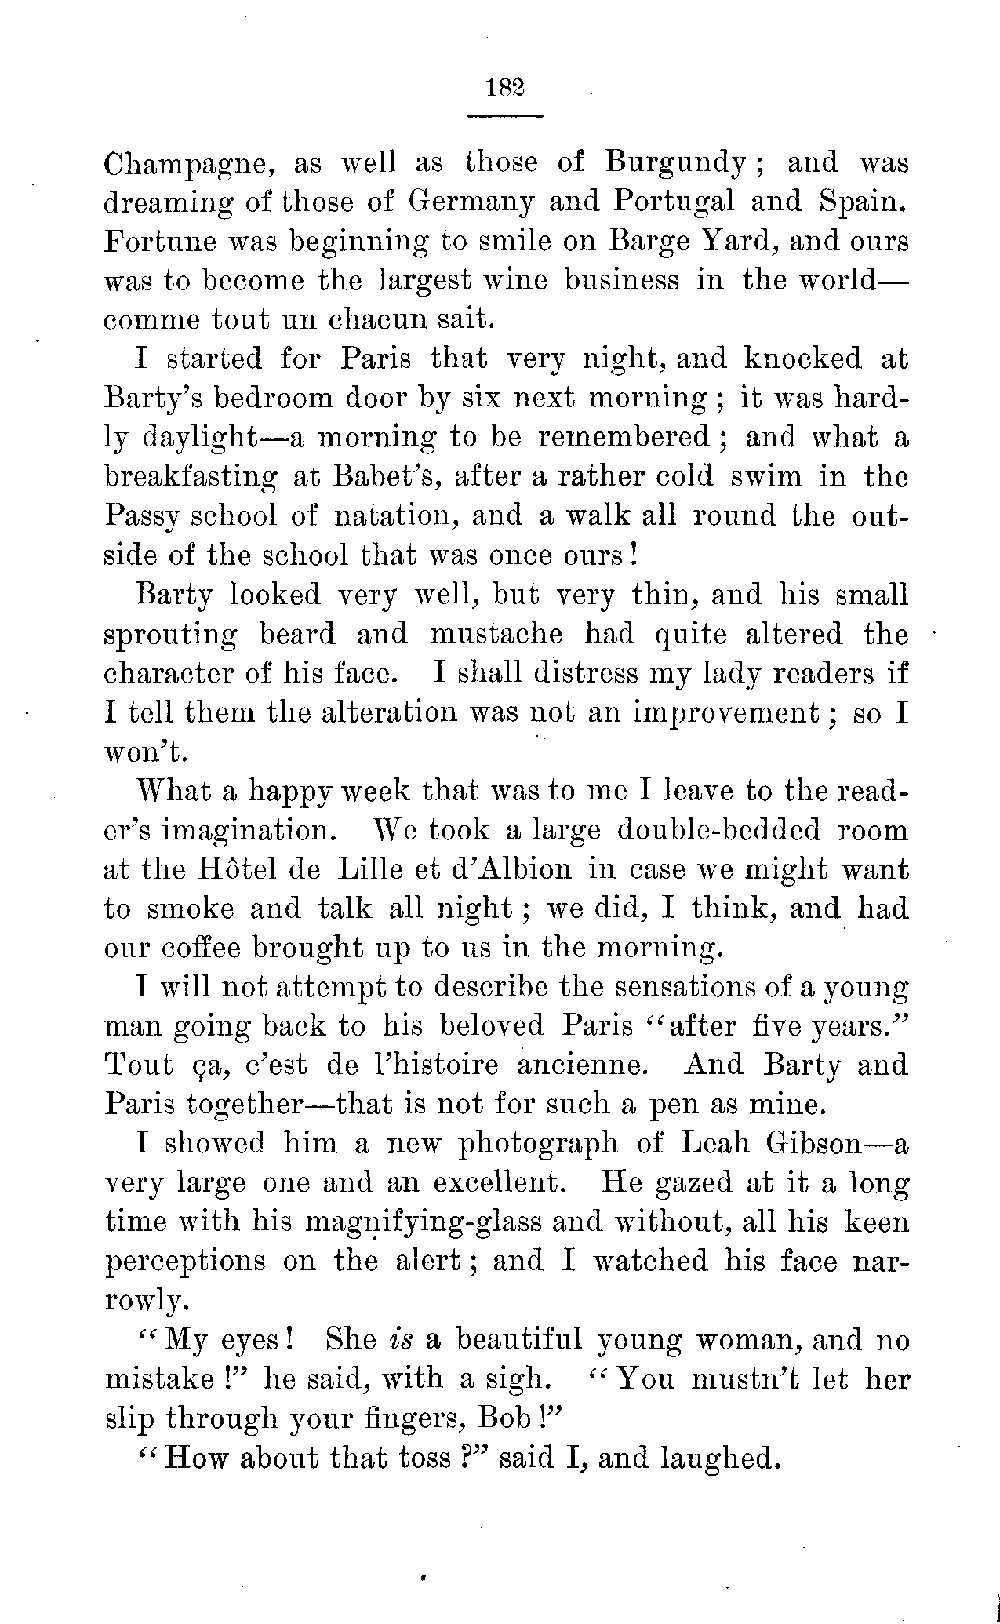 182
Champagne, as well as those of Burgundy; and was
dreaming of those of Germany and Portugal and Spain.
Fortune was beginning to smile on Barge Yard, and ours
was to become the largest wine business in the world—
comme tout un chacun sait.
I started for Paris that very night, and knocked at
Barty's bedroom door by six next morning; it was hard-
ly daylight—a morning to be remembered; and what a
breakfasting at Babet's, after a rather cold swim in the
Passy school of natation, and a walk all round the out-
side of the school that was once ours!
Barty looked very well, but very thin, and his small
sprouting beard and mustache had quite altered the
character of his face. I shall distress my lady readers if
I tell them the alteration was not an improvement; so I
won't.
What a happy week that was to me I leave to the read-
er's imagination. We took a large double-bedded room
at the Hôtel de Lille et d'Albion in case we might want
to smoke and talk all night; we did, I think, and had
our coffee brought up to us in the morning.
I will not attempt to describe the sensations of a young
man going back to his beloved Paris "after five years."
Tout ça, c'est de l'histoire ancienne. And Barty and
Paris together—that is not for such a pen as mine.
I showed him a new photograph of Leah Gibson—a
very large one and an excellent. He gazed at it a long
time with his magnifying-glass and without, all his keen
perceptions on the alert; and I watched his face nar-
rowly.
"My eyes! She is a beautiful young woman, and no
mistake!" he said, with a sigh. "You mustn't let her
slip through your fingers, Bob!"
"How about that toss?" said I, and laughed.